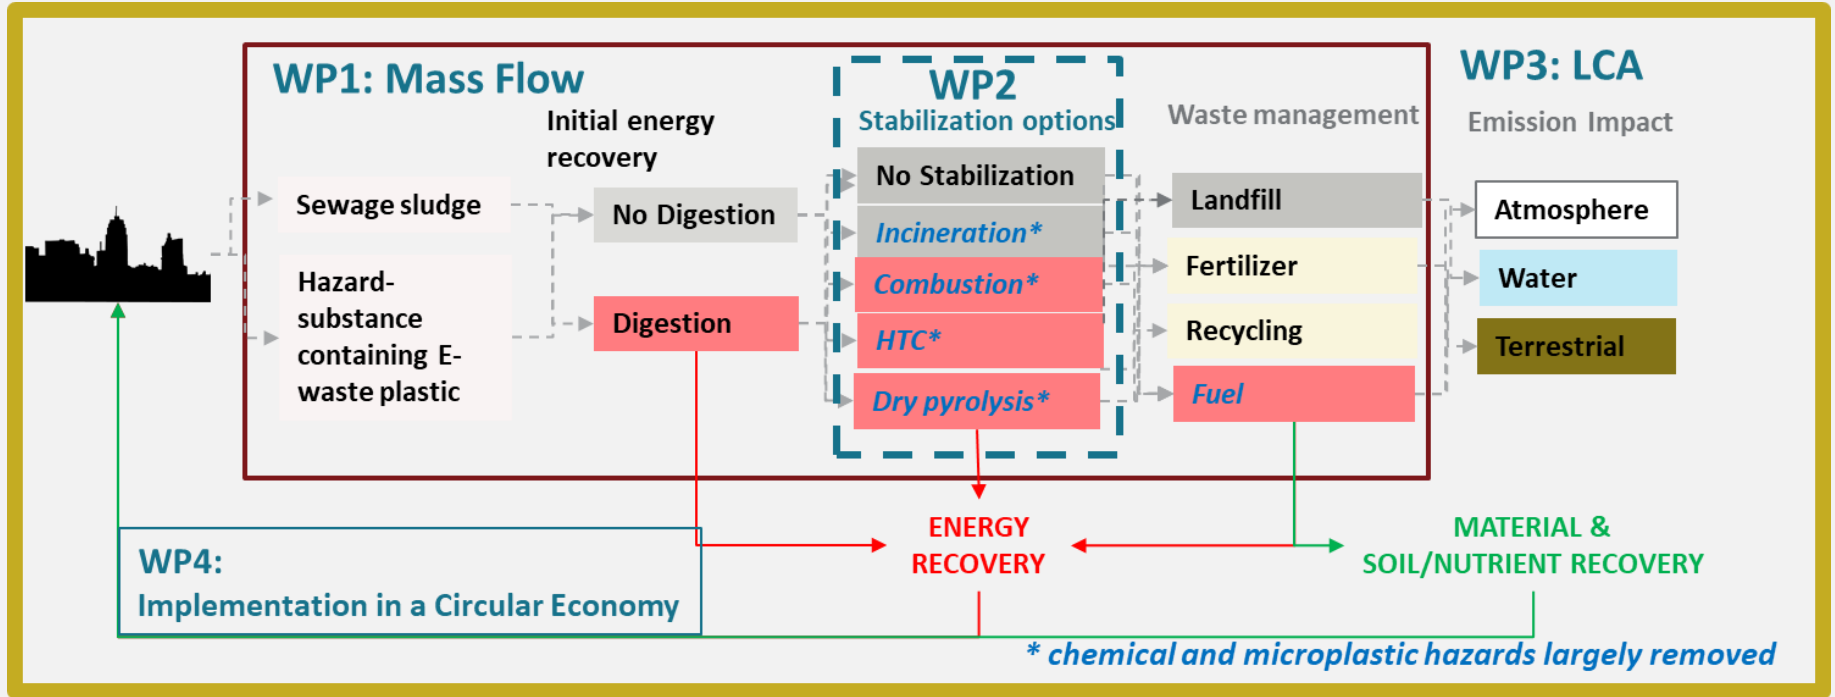 WP1: Mass Flow
Initial energy
recovery
WP2
Stabilization options
Waste management
WP3: LCA
Emission Impact
Sewage sludge
Hazard-
substance
containing E-
waste plastic
No Digestion
Digestion
No Stabilization
Incineration*
Combustion*
HTC*
Dry pyrolysis*
Landfill
Fertilizer
Recycling
Fuel
Atmosphere
Water
Terrestrial
ENERGY
RECOVERY
MATERIAL &
SOIL/NUTRIENT RECOVERY
WP4:
Implementation in a Circular Economy
* chemical and microplastic hazards largely removed